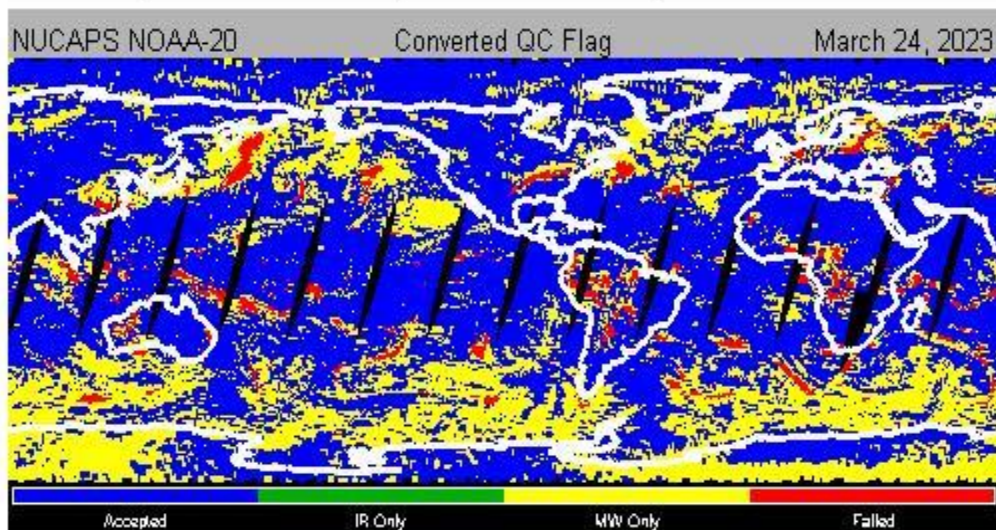 NUCAPS NOAA-20 Converted QC Flag March 24, 2023
Accepted IR Only MW Only Failed